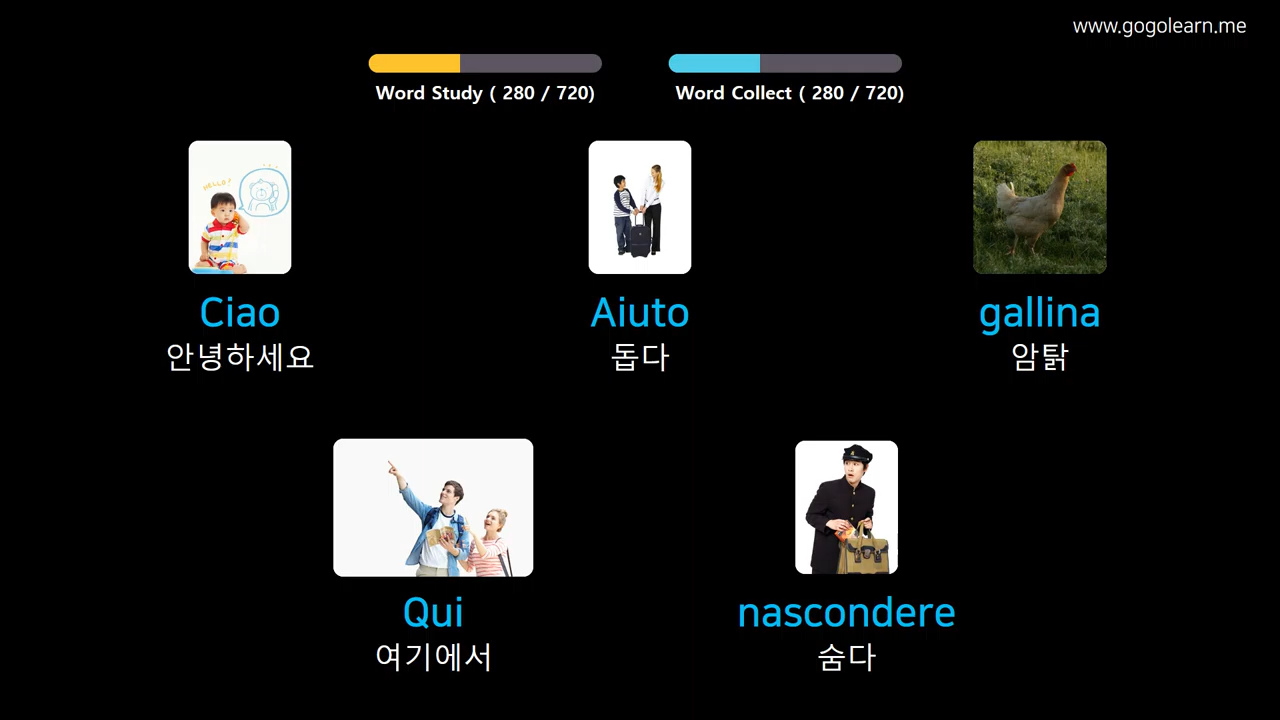 www.gogolearn.me
Word Study ( 280 / 720)
Word Collect ( 280 / 720)
HELLO!
Ciao
안녕하세요
Aiuto
돕다
gallina
암탉
Qui
여기에서
nascondere
숨다